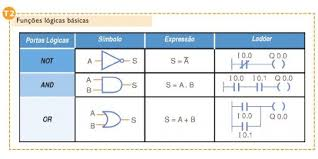 T2
Funções lógicas básicas
Portas Lógicas Símbolo Expressão Ladder
NOT A S S = A̅ I 0.0 Q 0.0
AND A B S S = A . B I 0.0 I 0.1 Q 0.0
OR A B S S = A + B I 0.0 Q 0.0
I 0.1